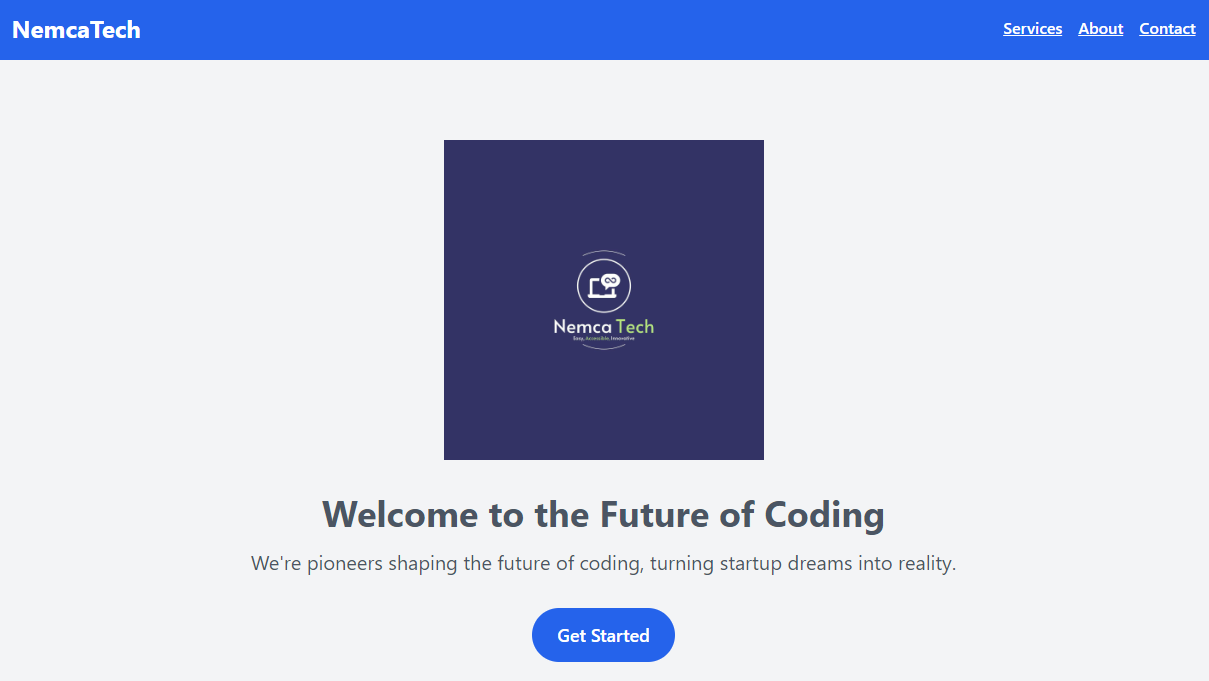 NemcaTech
Services About Contact
Nemca Tech
Easy, Accessible, Innovative
Welcome to the Future of Coding
We're pioneers shaping the future of coding, turning startup dreams into reality.
Get Started